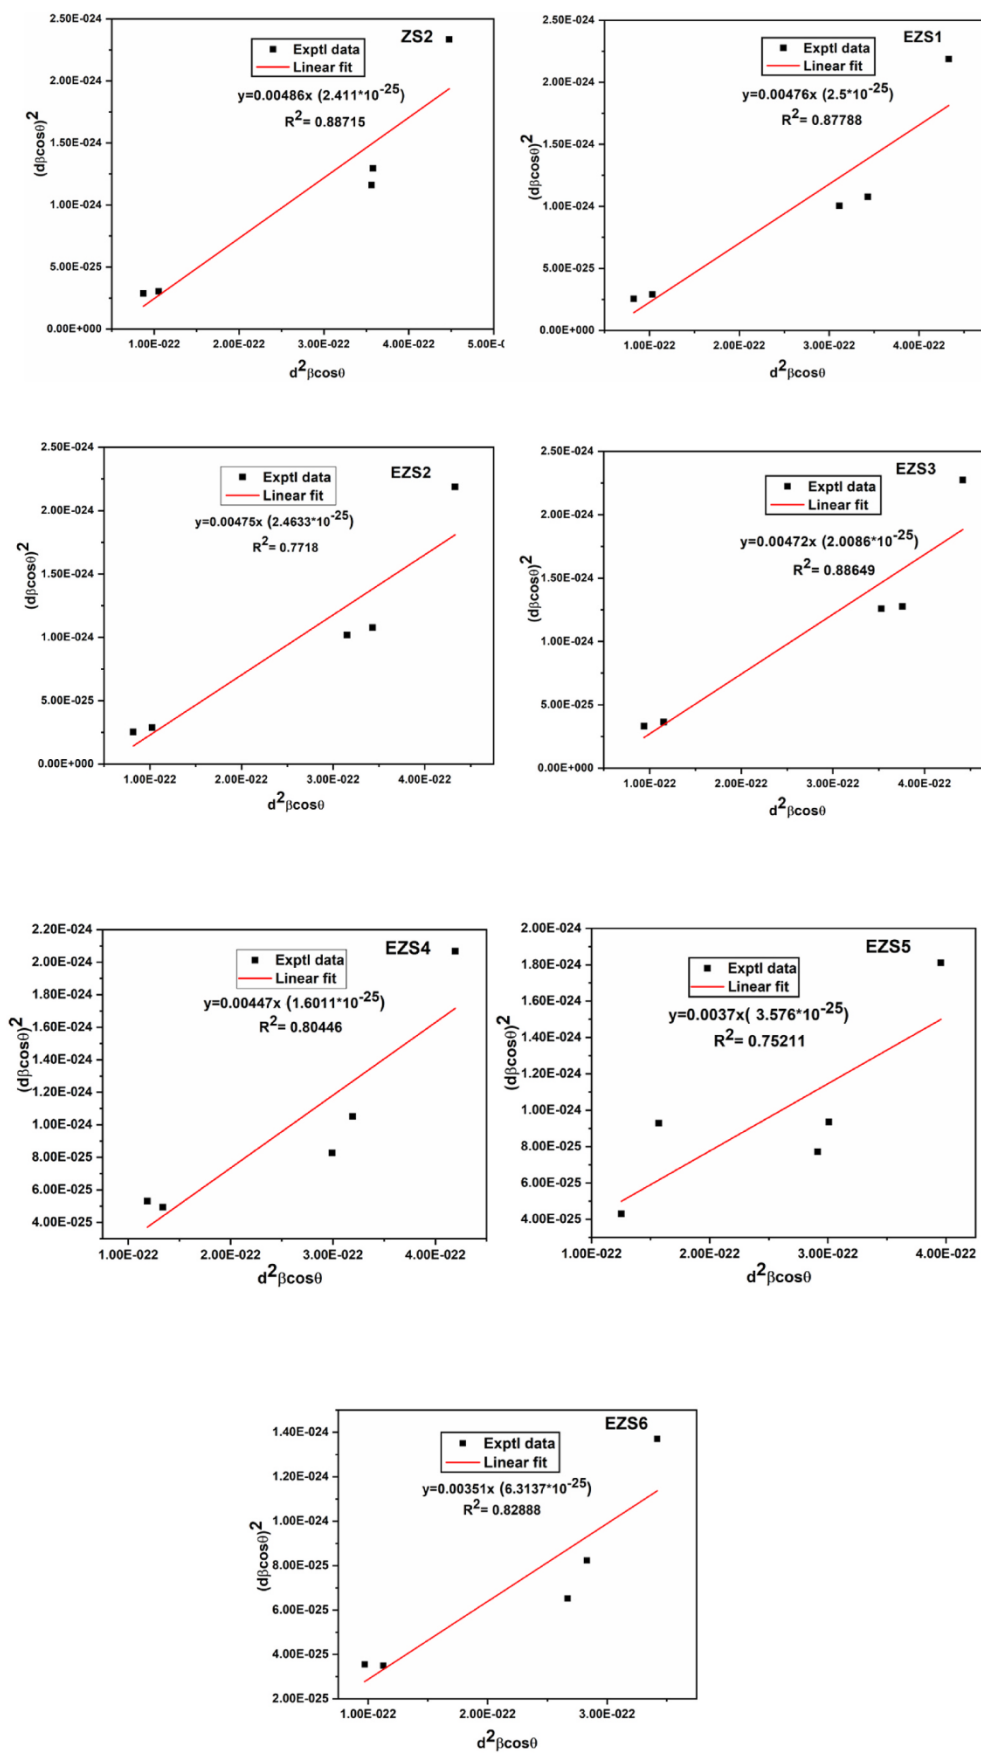 ZS2
Exptl data
Linear fit
y=0.00486x (2.411*10^-25)
R^2= 0.88715
2.50E-024
2.00E-024
1.50E-024
1.00E-024
5.00E-025
0.00E+000
(dβcosθ)^2
1.00E-022 2.00E-022 3.00E-022 4.00E-022 5.00E-(
d^2βcosθ
EZS1
Exptl data
Linear fit
y=0.00476x (2.5*10^-25)
R^2= 0.87788
2.50E-024
2.00E-024
1.50E-024
1.00E-024
5.00E-025
0.00E+000
(dβcosθ)^2
1.00E-022 2.00E-022 3.00E-022 4.00E-022
d^2βcosθ
EZS2
Exptl data
Linear fit
y=0.00475x (2.4633*10^-25)
R^2= 0.7718
2.50E-024
2.00E-024
1.50E-024
1.00E-024
5.00E-025
0.00E+000
(dβcosθ)^2
1.00E-022 2.00E-022 3.00E-022 4.00E-022
d^2βcosθ
EZS3
Exptl data
Linear fit
y=0.00472x (2.0086*10^-25)
R^2= 0.88649
2.50E-024
2.00E-024
1.50E-024
1.00E-024
5.00E-025
0.00E+000
(dβcosθ)^2
1.00E-022 2.00E-022 3.00E-022 4.00E-022
d^2βcosθ
EZS4
Exptl data
Linear fit
y=0.00447x (1.6011*10^-25)
R^2= 0.80446
2.20E-024
2.00E-024
1.80E-024
1.60E-024
1.40E-024
1.20E-024
1.00E-024
8.00E-025
6.00E-025
4.00E-025
(dβcosθ)^2
1.00E-022 2.00E-022 3.00E-022 4.00E-022
d^2βcosθ
EZS5
Exptl data
Linear fit
y=0.0037x( 3.576*10^-25)
R^2= 0.75211
2.00E-024
1.80E-024
1.60E-024
1.40E-024
1.20E-024
1.00E-024
8.00E-025
6.00E-025
4.00E-025
(dβcosθ)^2
1.00E-022 2.00E-022 3.00E-022 4.00E-022
d^2βcosθ
EZS6
Exptl data
Linear fit
y=0.00351x (6.3137*10^-25)
R^2= 0.82888
1.40E-024
1.20E-024
1.00E-024
8.00E-025
6.00E-025
4.00E-025
2.00E-025
(dβcosθ)^2
1.00E-022 2.00E-022 3.00E-022
d^2βcosθ